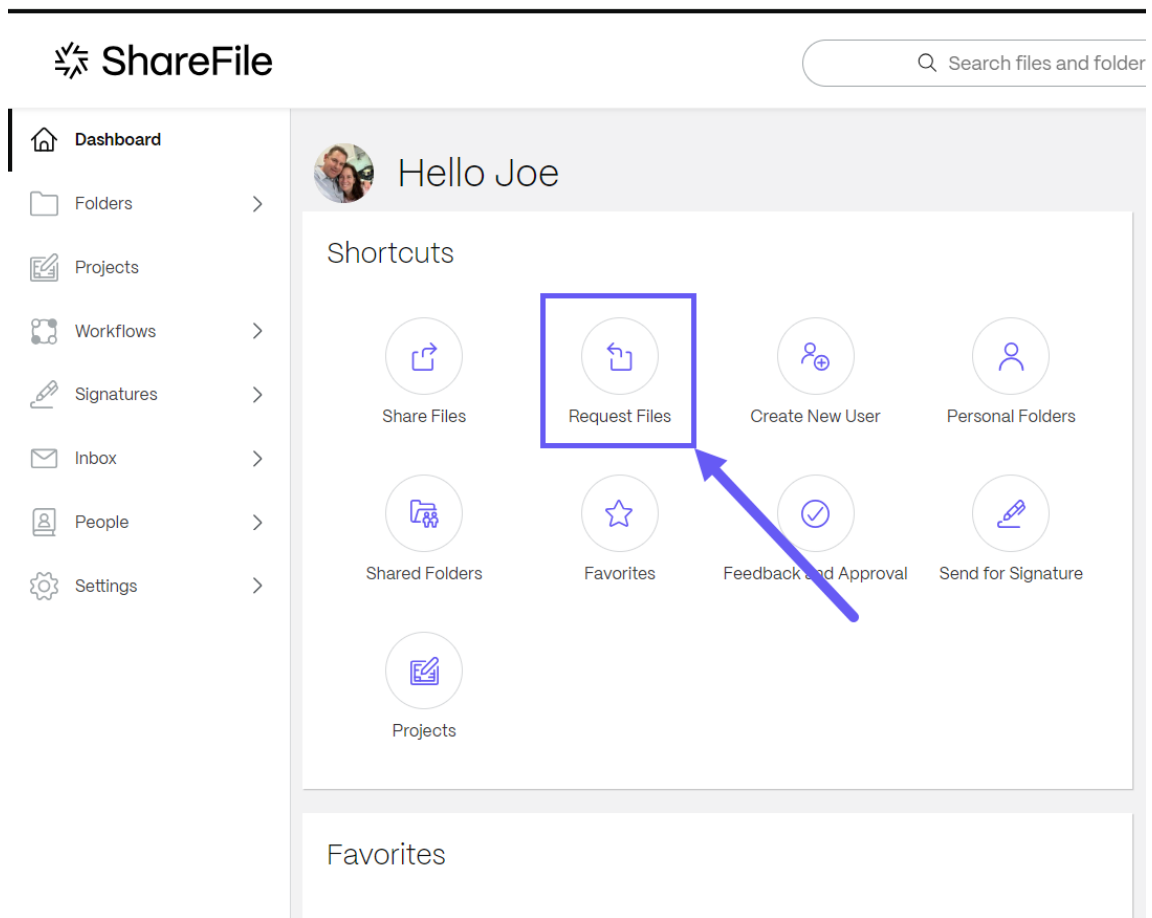 ShareFile
Search files and folder
Dashboard
Folders
Projects
Workflows
Signatures
Inbox
People
Settings
Hello Joe
Shortcuts
Share Files
Request Files
Create New User
Personal Folders
Shared Folders
Favorites
Feedback and Approval
Send for Signature
Projects
Favorites